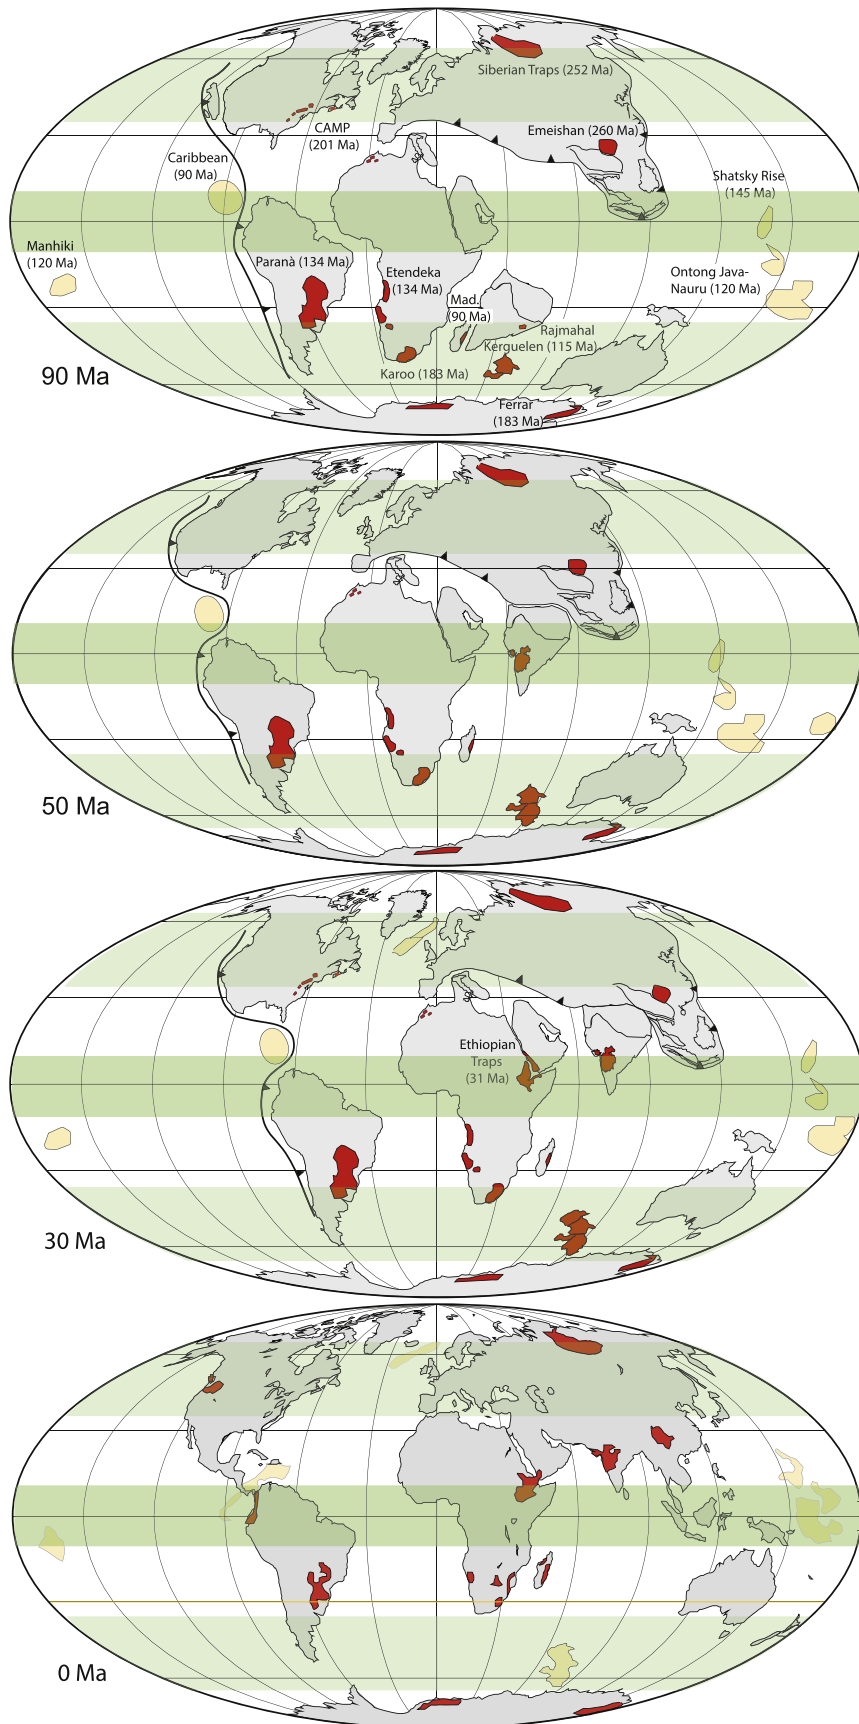 Siberian Traps (252 Ma)
CAMP
(201 Ma)
Emeishan (260 Ma)
Caribbean
(90 Ma)
Shatsky Rise
(145 Ma)
Manhiki
(120 Ma)
Paranà (134 Ma)
Etendeka
(134 Ma)
Ontong Java-
Nauru (120 Ma)
Mad.
(90 Ma)
Rajmahal
Kerguelen (115 Ma)
Karoo (183 Ma)
90 Ma
Ferrar
(183 Ma)
50 Ma
Ethiopian
Traps
(31 Ma)
30 Ma
0 Ma